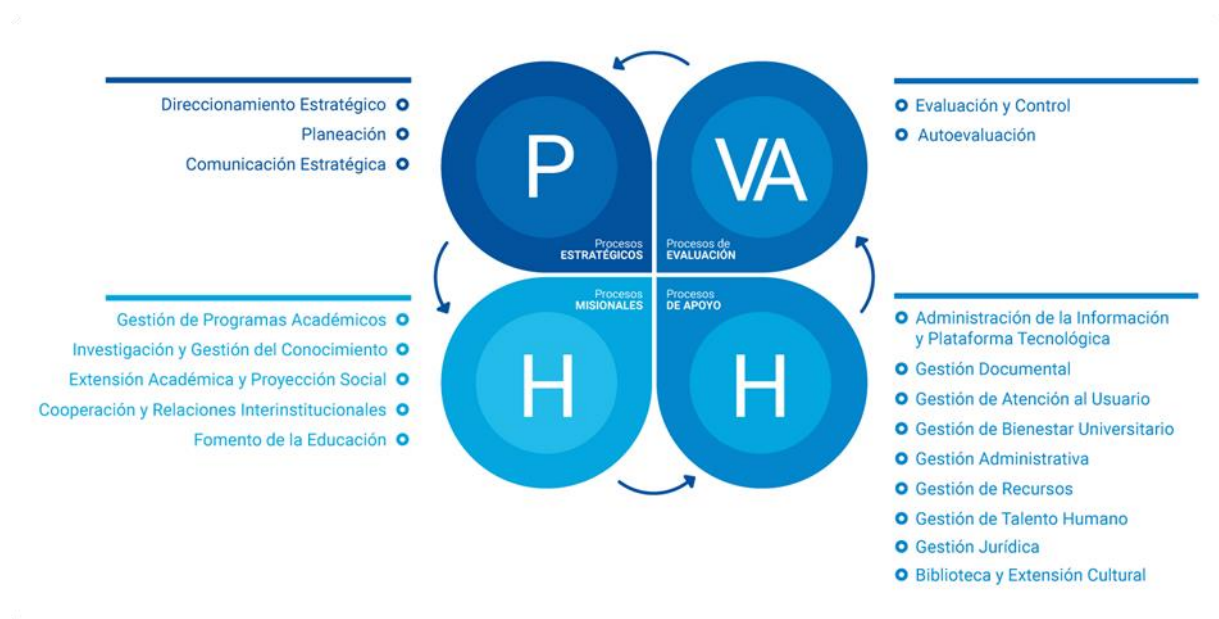 Direccionamiento Estratégico
Planeación
Comunicación Estratégica
P
Procesos
ESTRATÉGICOS
VA
Procesos de
EVALUACIÓN
Evaluación y Control
Autoevaluación
Gestión de Programas Académicos
Investigación y Gestión del Conocimiento
Extensión Académica y Proyección Social
Cooperación y Relaciones Interinstitucionales
Fomento de la Educación
Procesos
MISIONALES
H
Procesos
DE APOYO
H
Administración de la Información
y Plataforma Tecnológica
Gestión Documental
Gestión de Atención al Usuario
Gestión de Bienestar Universitario
Gestión Administrativa
Gestión de Recursos
Gestión de Talento Humano
Gestión Jurídica
Biblioteca y Extensión Cultural